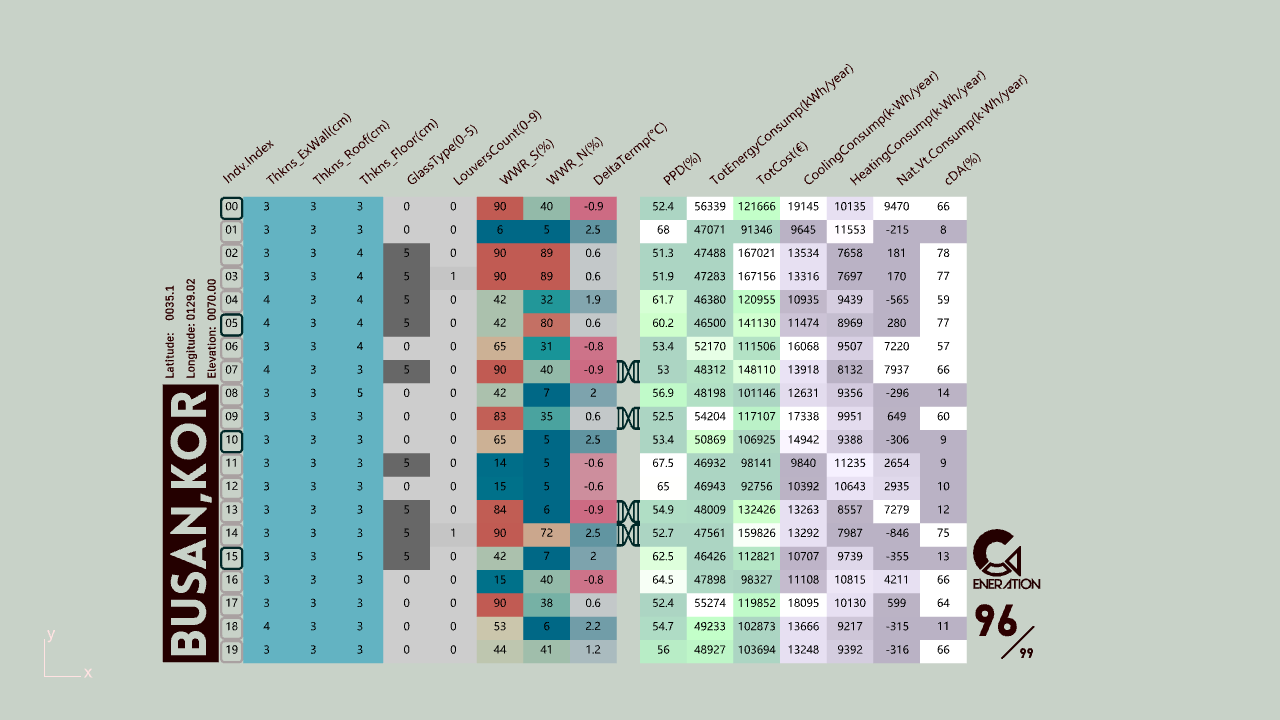 Indv.Index Thkns_ExWall(cm) Thkns_Roof(cm) Thkns_Floor(cm) GlassType(0-5) LouversCount(0-9) WWR_S(%) WWR_N(%) DeltaTermp(°C) PPD(%) TotEnergyConsump(kWh/year) TotCost(€) CoolingConsump(k·Wh/year) HeatingConsump(k·Wh/year) Nat.Vt.Consump(k·Wh/year) cDA(%)
00 3 3 3 0 0 90 40 -0.9 52.4 56339 121666 19145 10135 9470 66
01 3 3 3 0 0 6 5 2.5 68 47071 91346 9645 11553 -215 8
02 3 3 4 5 0 90 89 0.6 51.3 47488 167021 13534 7658 181 78
03 3 3 4 5 1 90 89 0.6 51.9 47283 167156 13316 7697 170 77
04 4 3 4 5 0 42 32 1.9 61.7 46380 120955 10935 9439 -565 59
05 4 3 4 5 0 42 80 0.6 60.2 46500 141130 11474 8969 280 77
06 3 3 4 0 0 65 31 -0.8 53.4 52170 111506 16068 9507 7220 57
07 4 3 3 5 0 90 40 -0.9 53 48312 148110 13918 8132 7937 66
08 3 3 5 0 0 42 7 2 56.9 48198 101146 12631 9356 -296 14
09 3 3 3 0 0 83 35 0.6 52.5 54204 117107 17338 9951 649 60
10 3 3 3 0 0 65 5 2.5 53.4 50869 106925 14942 9388 -306 9
11 3 3 3 5 0 14 5 -0.6 67.5 46932 98141 9840 11235 2654 9
12 3 3 3 0 0 15 5 -0.6 65 46943 92756 10392 10643 2935 10
13 3 3 3 5 0 84 6 -0.9 54.9 48009 132426 13263 8557 7279 12
14 3 3 3 5 1 90 72 2.5 52.7 47561 159826 13292 7987 -846 75
15 3 3 5 5 0 42 7 2 62.5 46426 112821 10707 9739 -355 13
16 3 3 3 0 0 15 40 -0.8 64.5 47898 98327 11108 10815 4211 66
17 3 3 3 0 0 90 38 0.6 52.4 55274 119852 18095 10130 599 64
18 4 3 3 0 0 53 6 2.2 54.7 49233 102873 13666 9217 -315 11
19 3 3 3 0 0 44 41 1.2 56 48927 103694 13248 9392 -316 66
Latitude: 0035.1
Longitude: 0129.02
Elevation: 0070.00
BUSAN,KOR
G
ENERATION
96/99
y
x